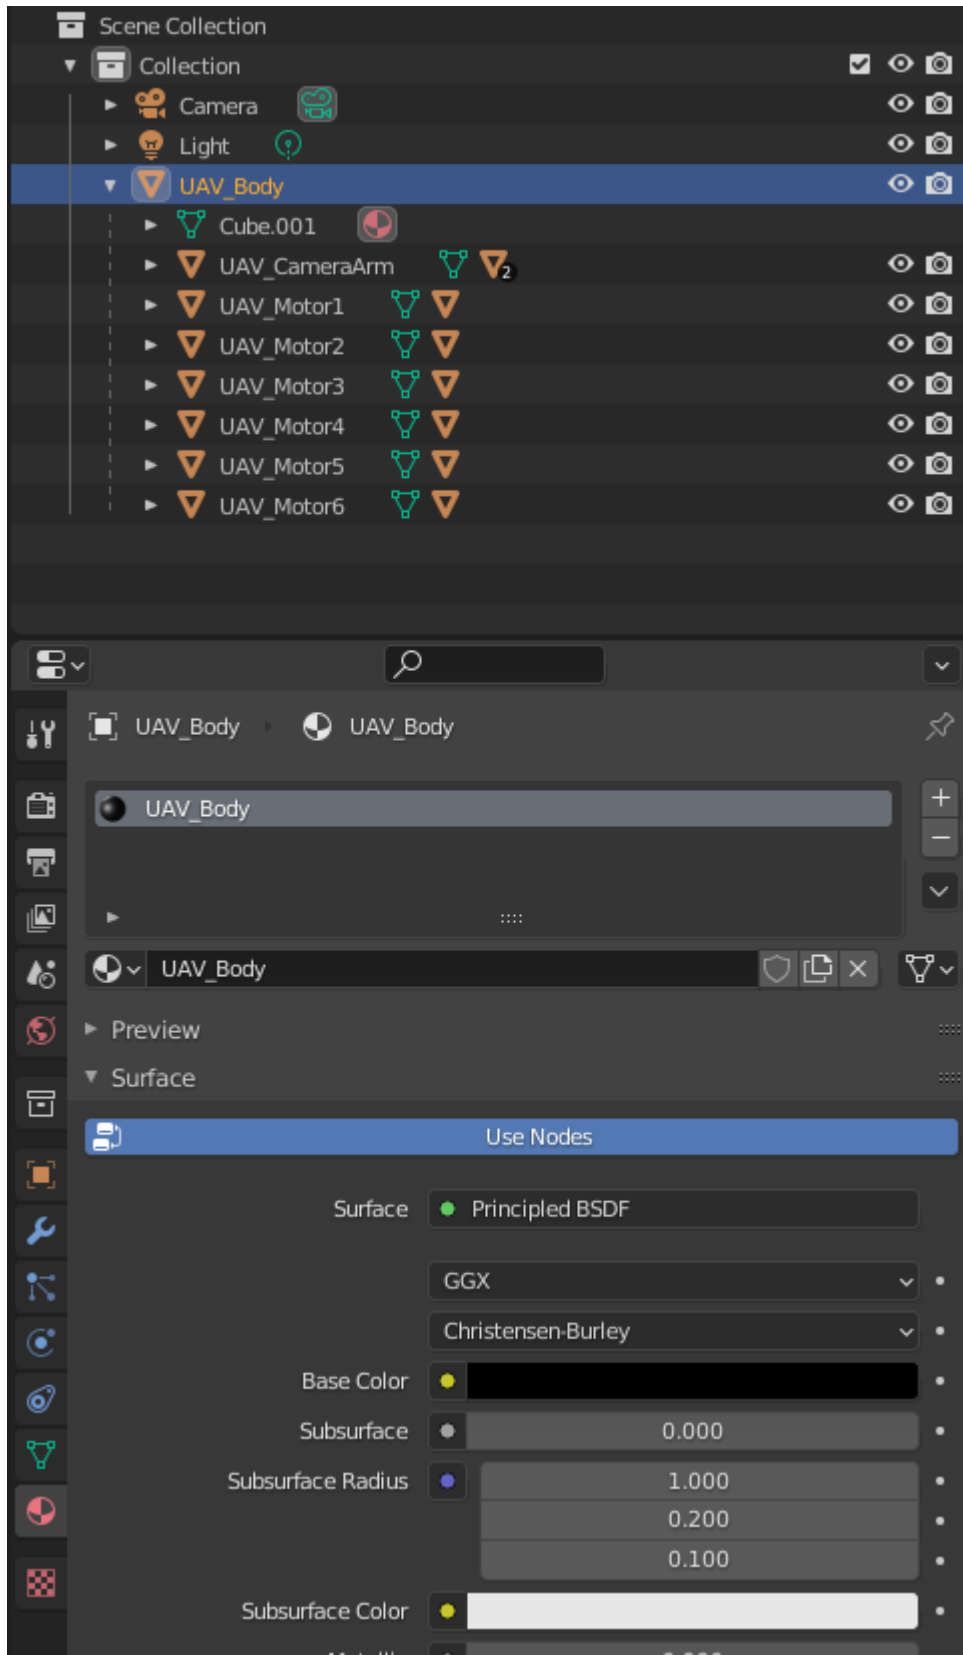 Scene Collection
Collection
Camera
Light
UAV_Body
Cube.001
UAV_CameraArm 2
UAV_Motor1
UAV_Motor2
UAV_Motor3
UAV_Motor4
UAV_Motor5
UAV_Motor6
UAV_Body UAV_Body
UAV_Body
UAV_Body
Preview
Surface
Use Nodes
Surface Principled BSDF
GGX
Christensen-Burley
Base Color
Subsurface 0.000
Subsurface Radius 1.000
0.200
0.100
Subsurface Color